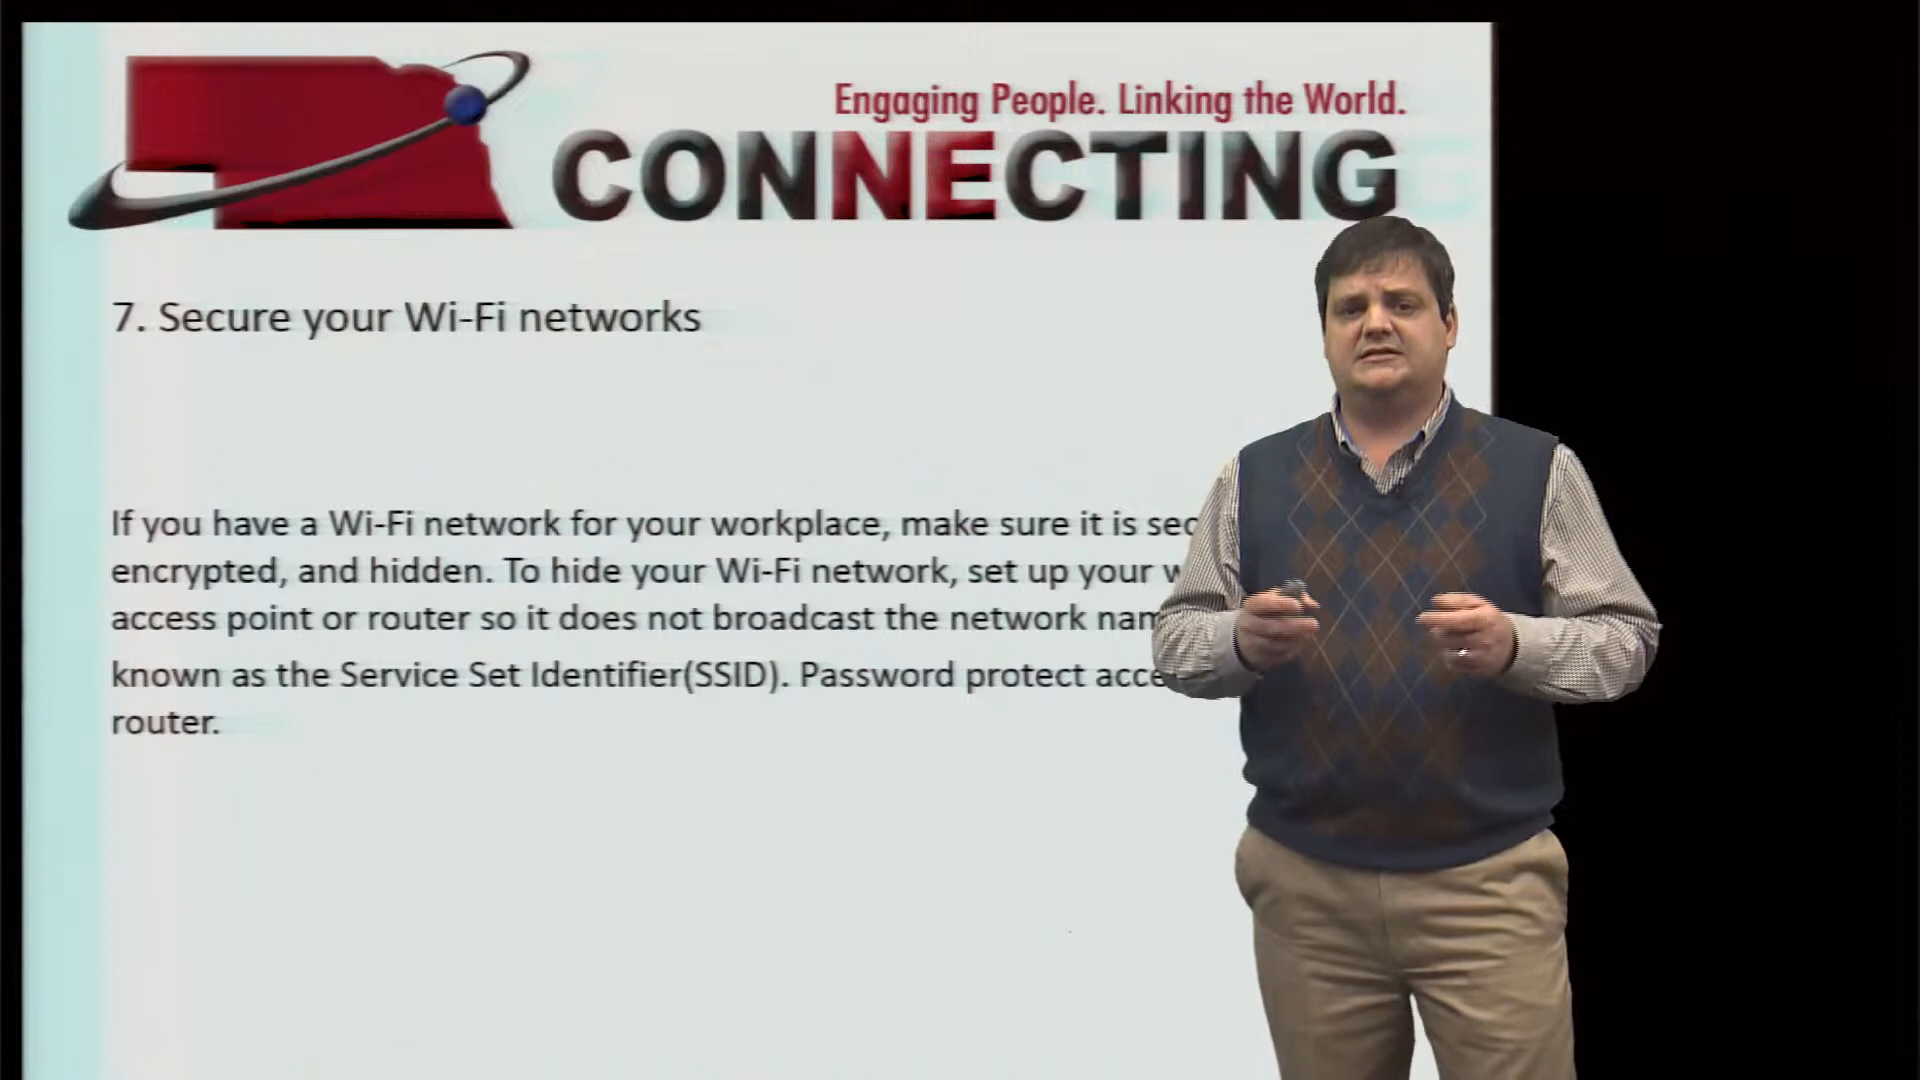 Engaging People. Linking the World.
CONNECTING
7. Secure your Wi-Fi networks
If you have a Wi-Fi network for your workplace, make sure it is
encrypted, and hidden. To hide your Wi-Fi network, set up your
access point or router so it does not broadcast the network
known as the Service Set Identifier(SSID). Password protect
router.